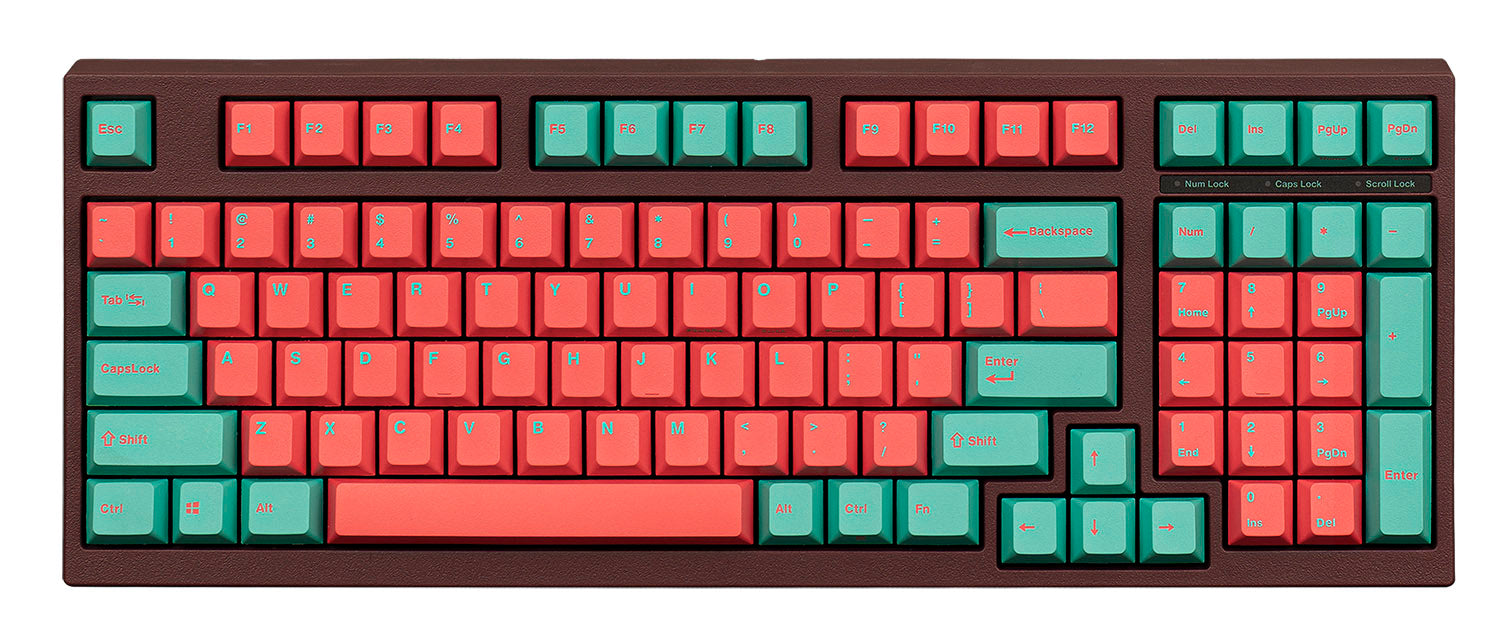 Esc F1 F2 F3 F4 F5 F6 F7 F8 F9 F10 F11 F12 Del Ins PgUp PgDn
Num Lock Caps Lock Scroll Lock
~ ! @ # $ % ^ & * ( ) — +
` 1 2 3 4 5 6 7 8 9 0 – = ←Backspace Num / * –
Tab Q W E R T Y U I O P { } ¦ 7 8 9
[ ] \ Home ↑ PgUp +
CapsLock A S D F G H J K L : " Enter 4 5 6
; ' ← →
Shift Z X C V B N M < > ? Shift 1 2 3
, . / ↑ End ↓ PgDn Enter
Ctrl Alt Alt Ctrl Fn 0 .
← ↓ → Ins Del